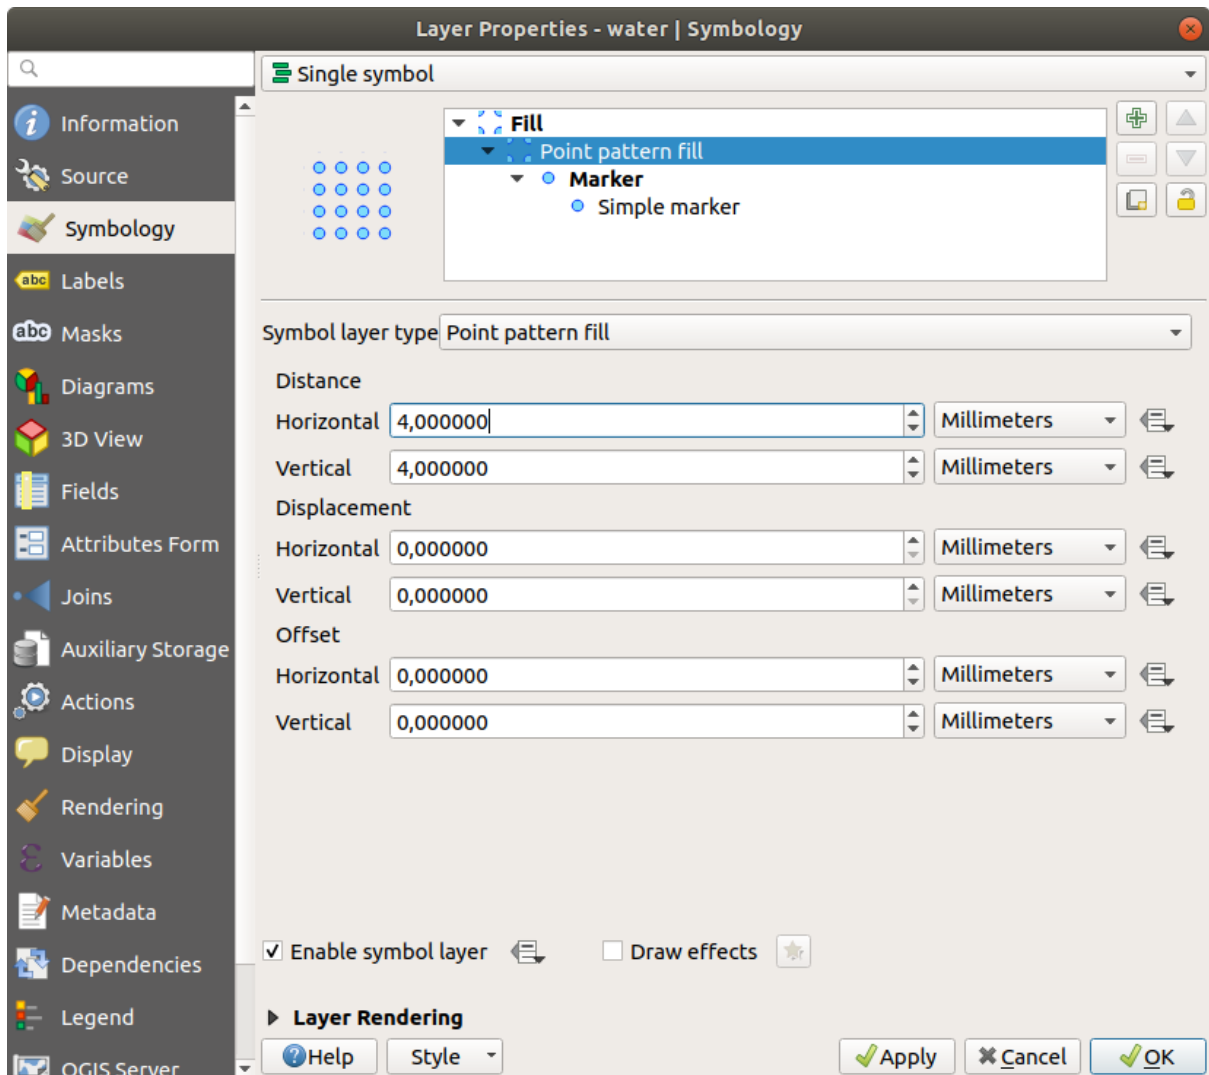 Layer Properties - water | Symbology
Single symbol
Information
Source
Symbology
Labels
Masks
Diagrams
3D View
Fields
Attributes Form
Joins
Auxiliary Storage
Actions
Display
Rendering
Variables
Metadata
Dependencies
Legend
QGIS Server
abc
abc
Fill
Point pattern fill
Marker
Simple marker
Symbol layer type Point pattern fill
Distance
Horizontal 4,000000 Millimeters
Vertical 4,000000 Millimeters
Displacement
Horizontal 0,000000 Millimeters
Vertical 0,000000 Millimeters
Offset
Horizontal 0,000000 Millimeters
Vertical 0,000000 Millimeters
Enable symbol layer Draw effects
Layer Rendering
Help Style Apply Cancel OK